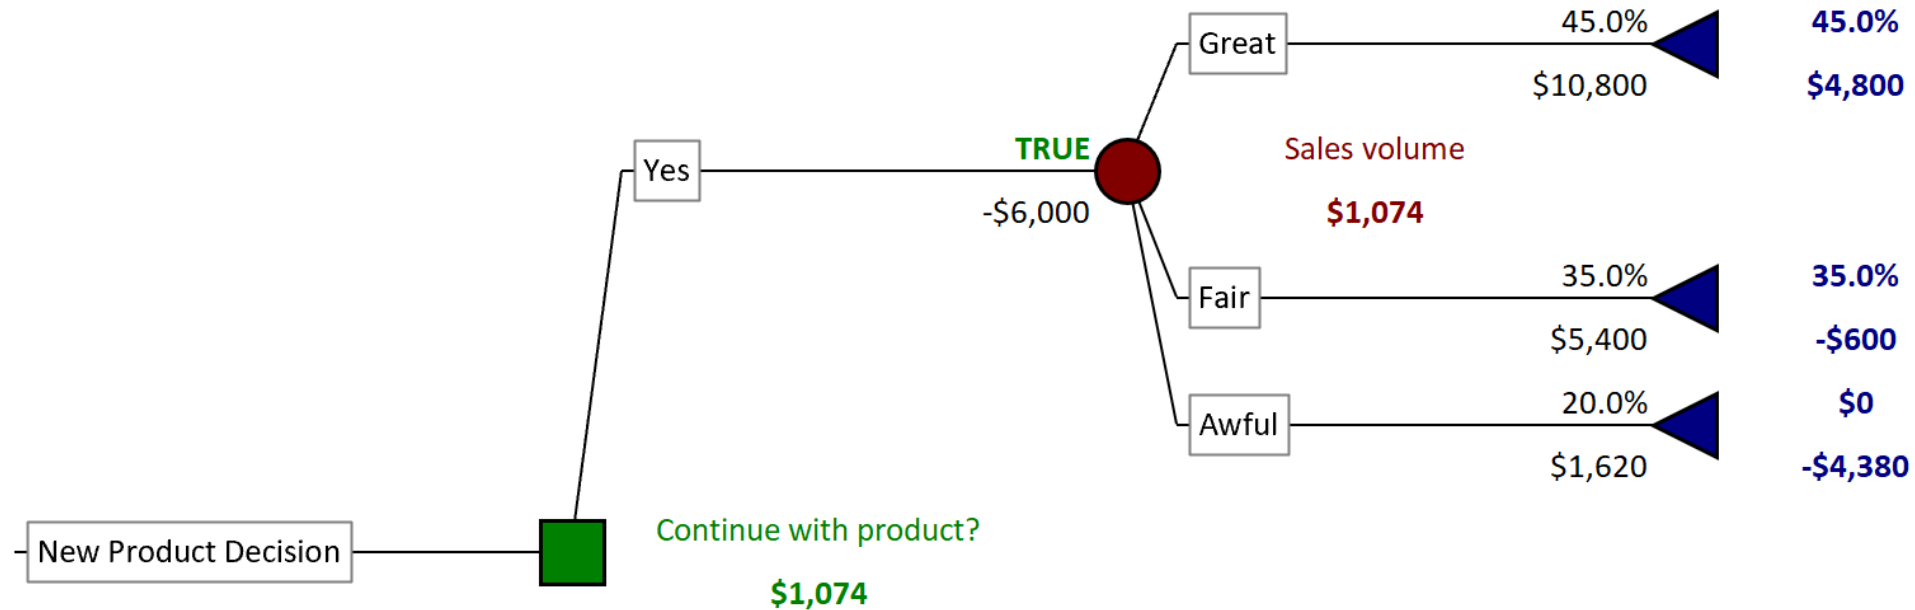 45.0% 45.0%
Great
$10,800 $4,800
TRUE Sales volume
Yes
-$6,000 $1,074
35.0% 35.0%
Fair
$5,400 -$600
20.0% $0
Awful
$1,620 -$4,380
Continue with product?
New Product Decision
$1,074